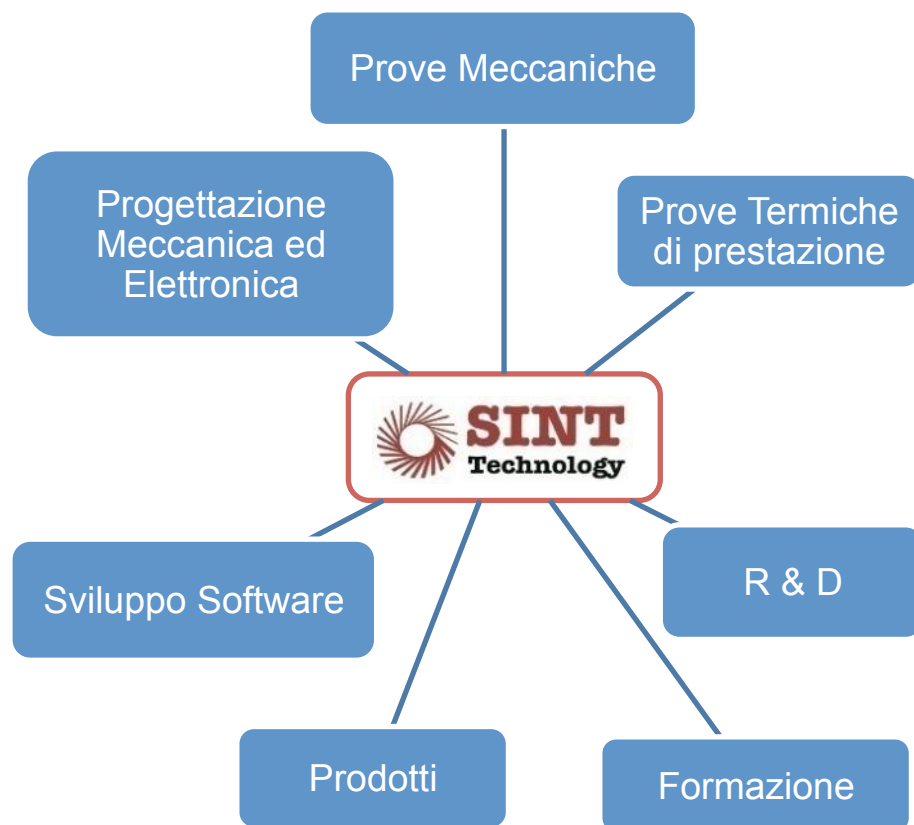 Prove Meccaniche
Progettazione
Meccanica ed
Elettronica
Prove Termiche
di prestazione
SINT
Technology
Sviluppo Software
R & D
Prodotti
Formazione